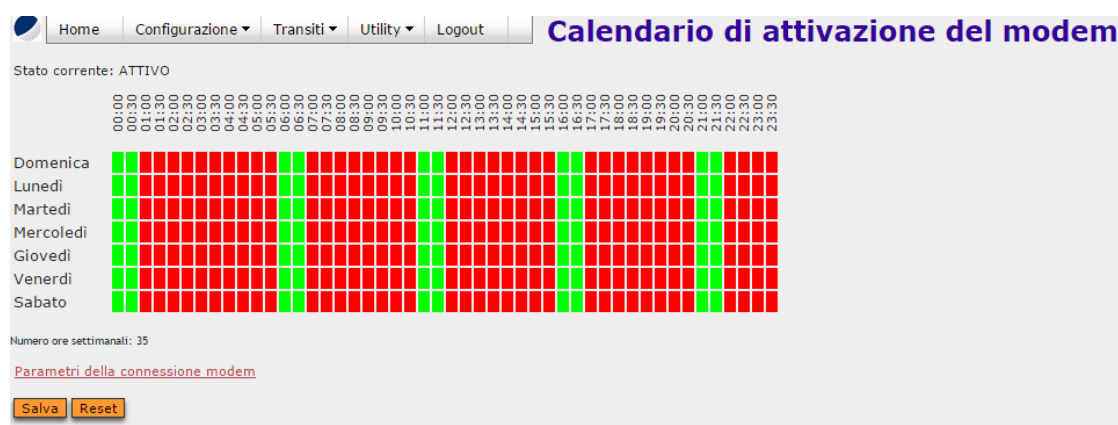 Home Configurazione Transiti Utility Logout Calendario di attivazione del modem
Stato corrente: ATTIVO
00:00 00:30 01:00 01:30 02:00 02:30 03:00 03:30 04:00 04:30 05:00 05:30 06:00 06:30 07:00 07:30 08:00 08:30 09:00 09:30 10:00 10:30 11:00 11:30 12:00 12:30 13:00 13:30 14:00 14:30 15:00 15:30 16:00 16:30 17:00 17:30 18:00 18:30 19:00 19:30 20:00 20:30 21:00 21:30 22:00 22:30 23:00 23:30
Domenica
Lunedì
Martedì
Mercoledì
Giovedì
Venerdì
Sabato
Numero ore settimanali: 35
Parametri della connessione modem
Salva Reset